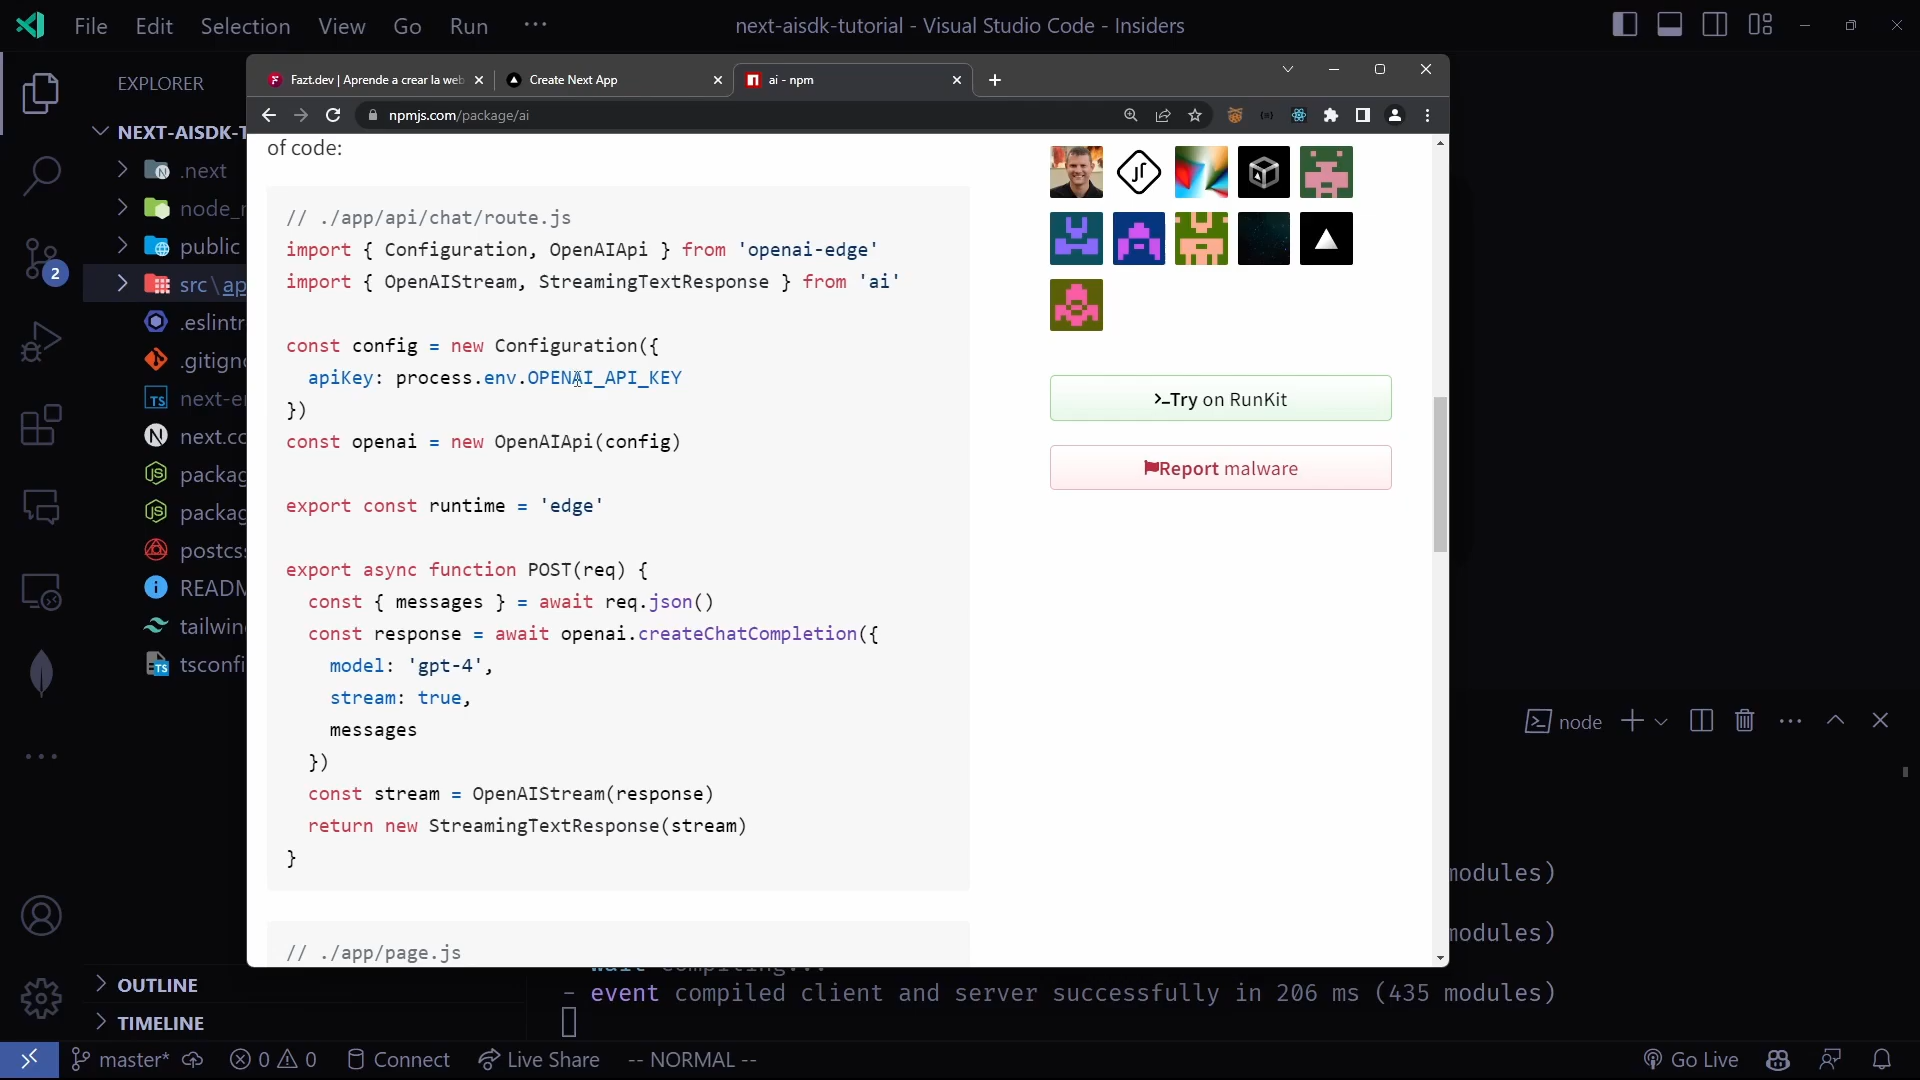 File Edit Selection View Go Run ···
next-aisdk-tutorial - Visual Studio Code - Insiders
EXPLORER
NEXT-AISDK-T
.next
node_r
public
src\ap
.eslintr
.gitigno
next-er
next.co
packag
packag
postcss
READM
tailwin
tsconfi
OUTLINE
TIMELINE
2
Fazt.dev | Aprende a crear la web
Create Next App
ai - npm
npmjs.com/package/ai
of code:
// ./app/api/chat/route.js
import { Configuration, OpenAIApi } from 'openai-edge'
import { OpenAIStream, StreamingTextResponse } from 'ai'
const config = new Configuration({
apiKey: process.env.OPENAI_API_KEY
})
const openai = new OpenAIApi(config)
export const runtime = 'edge'
export async function POST(req) {
const { messages } = await req.json()
const response = await openai.createChatCompletion({
model: 'gpt-4',
stream: true,
messages
})
const stream = OpenAIStream(response)
return new StreamingTextResponse(stream)
}
// ./app/page.js
>_Try on RunKit
Report malware
node
modules)
modules)
- event compiled client and server successfully in 206 ms (435 modules)
master* 0 0 Connect Live Share -- NORMAL --
Go Live